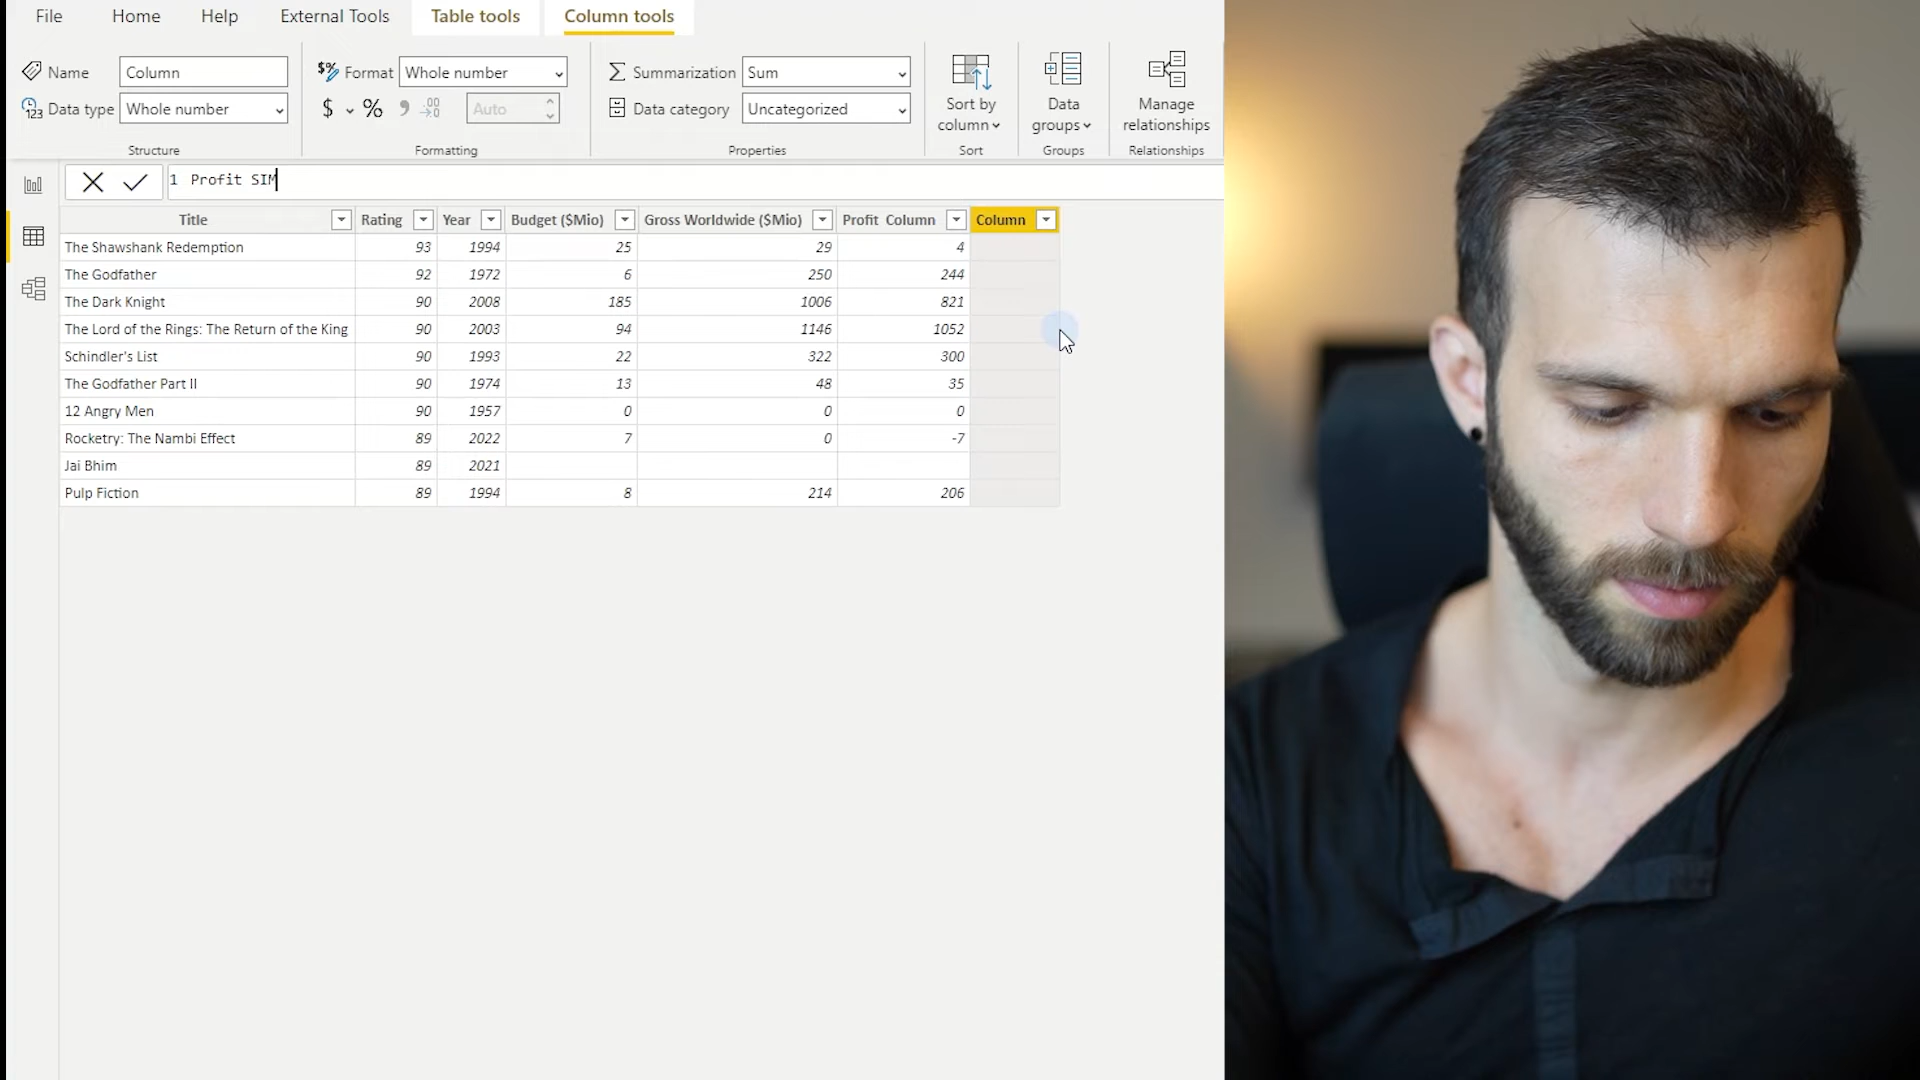 File Home Help External Tools Table tools Column tools
Name Column $% Format Whole number Summarization Sum
Data type Whole number $ % , .00 →.0 Auto Data category Uncategorized
Sort by column
Data groups
Manage relationships
Structure Formatting Properties Sort Groups Relationships
1 Profit SIM
Title Rating Year Budget ($Mio) Gross Worldwide ($Mio) Profit Column Column
The Shawshank Redemption 93 1994 25 29 4
The Godfather 92 1972 6 250 244
The Dark Knight 90 2008 185 1006 821
The Lord of the Rings: The Return of the King 90 2003 94 1146 1052
Schindler's List 90 1993 22 322 300
The Godfather Part II 90 1974 13 48 35
12 Angry Men 90 1957 0 0 0
Rocketry: The Nambi Effect 89 2022 7 0 -7
Jai Bhim 89 2021
Pulp Fiction 89 1994 8 214 206